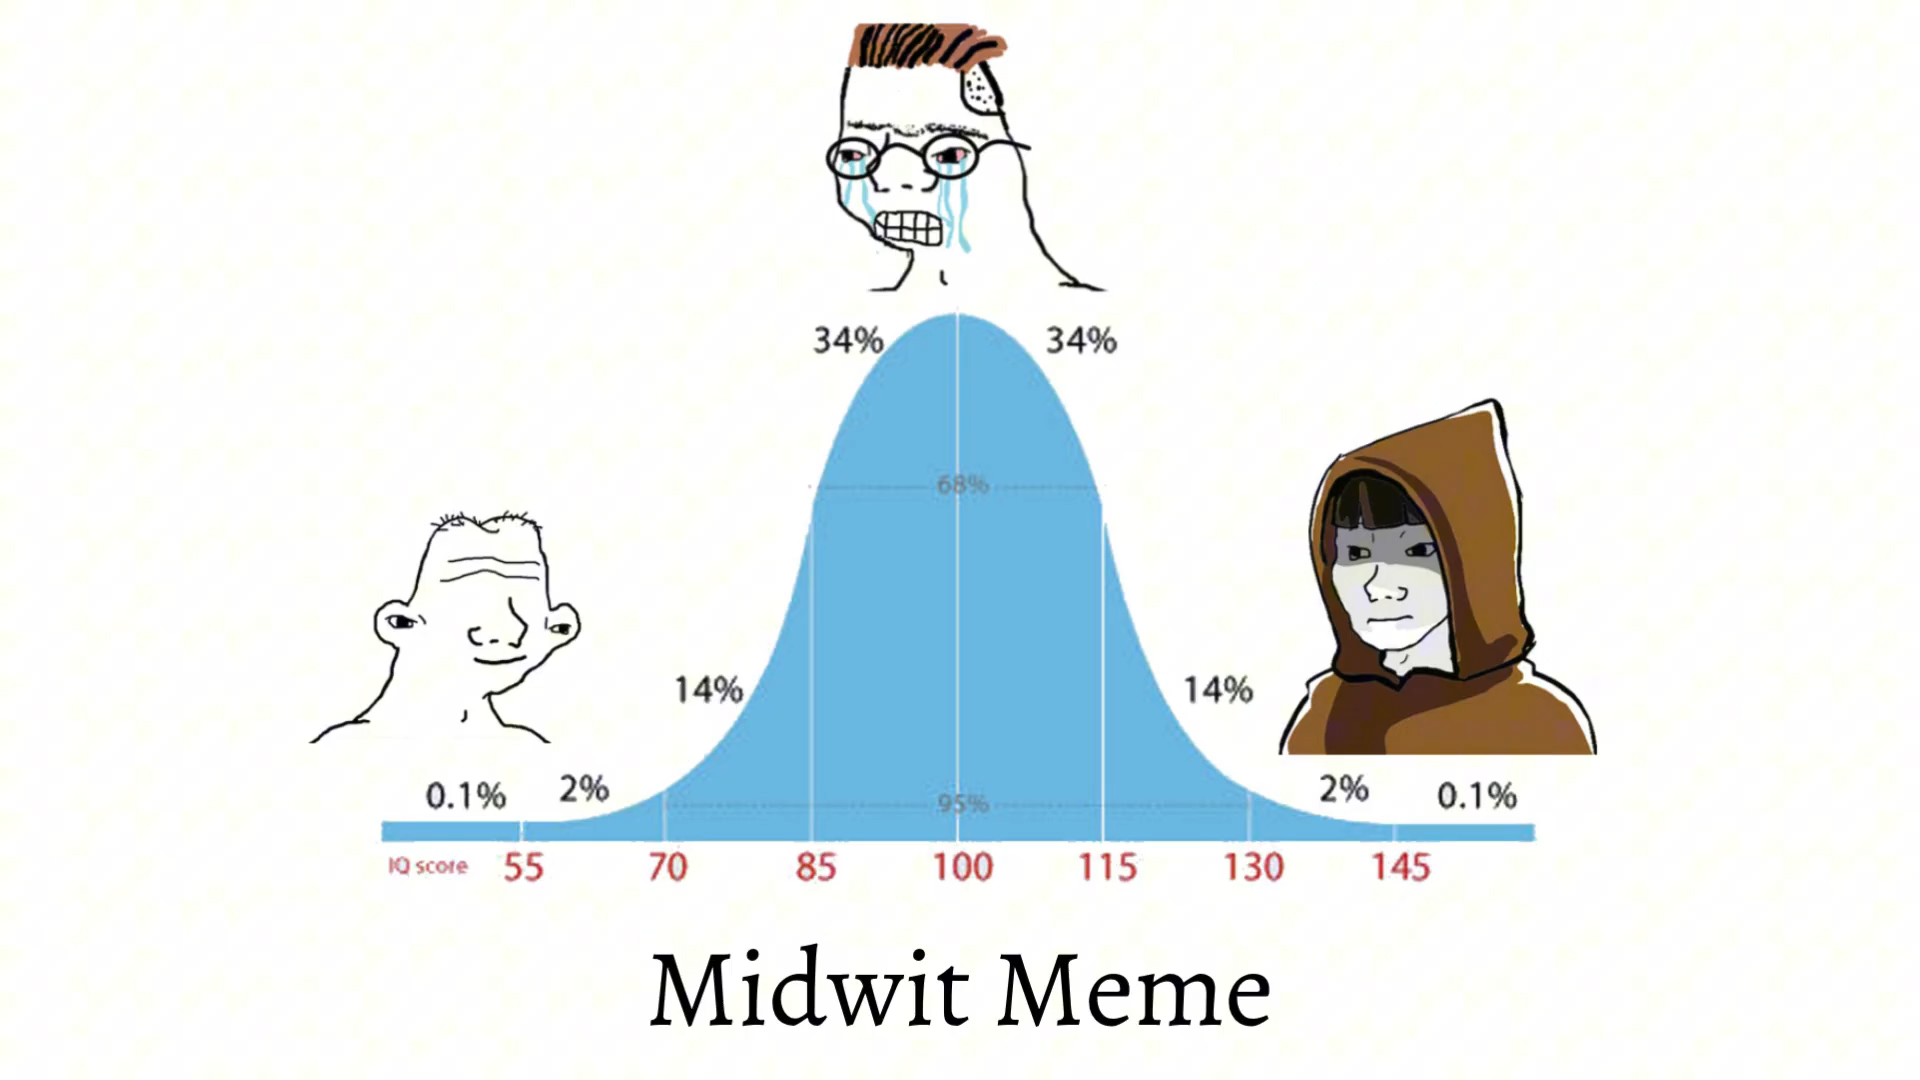 34% 34%
68%
14% 14%
0.1% 2% 2% 0.1%
95%
IQ score 55 70 85 100 115 130 145
Midwit Meme